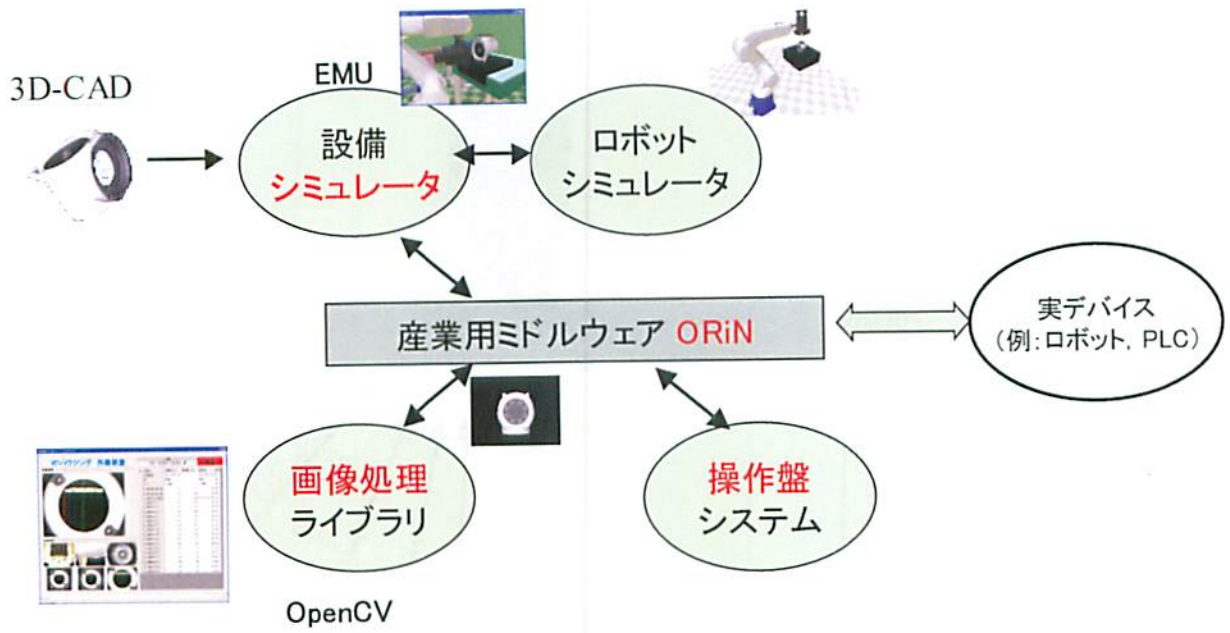 3D-CAD
EMU
設備
シミュレータ
ロボット
シミュレータ
産業用ミドルウェア ORiN
実デバイス
(例:ロボット, PLC)
画像処理
ライブラリ
操作盤
システム
OpenCV